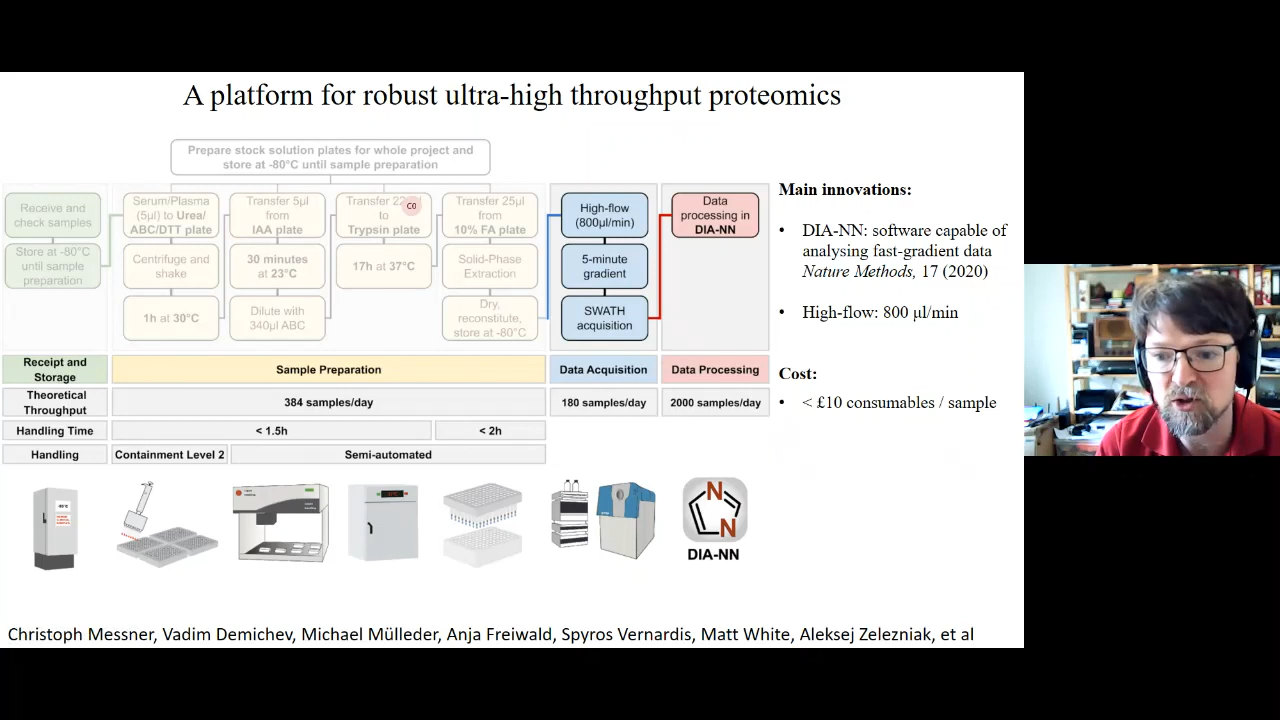 A platform for robust ultra-high throughput proteomics
Prepare stock solution plates for whole project and
store at -80°C until sample preparation
Receive and
check samples
Store at -80°C
until sample
preparation
Serum/Plasma
(5µl) to Urea/
ABC/DTT plate
Centrifuge and
shake
1h at 30°C
Transfer 5µl
from
IAA plate
30 minutes
at 23°C
Dilute with
340µl ABC
Transfer
to
Trypsin plate
17h at 37°C
Transfer 25µl
from
10% FA plate
Solid-Phase
Extraction
Dry,
reconstitute,
store at -80°C
High-flow
(800µl/min)
5-minute
gradient
SWATH
acquisition
Data
processing in
DIA-NN
Main innovations:
• DIA-NN: software capable of
analysing fast-gradient data
Nature Methods, 17 (2020)
• High-flow: 800 µl/min
Cost:
• < £10 consumables / sample
Receipt and
Storage
Sample Preparation
Data Acquisition
Data Processing
Theoretical
Throughput
384 samples/day
180 samples/day
2000 samples/day
Handling Time
< 1.5h
< 2h
Handling
Containment Level 2
Semi-automated
N
N
DIA-NN
Christoph Messner, Vadim Demichev, Michael Mülleder, Anja Freiwald, Spyros Vernardis, Matt White, Aleksej Zelezniak, et al